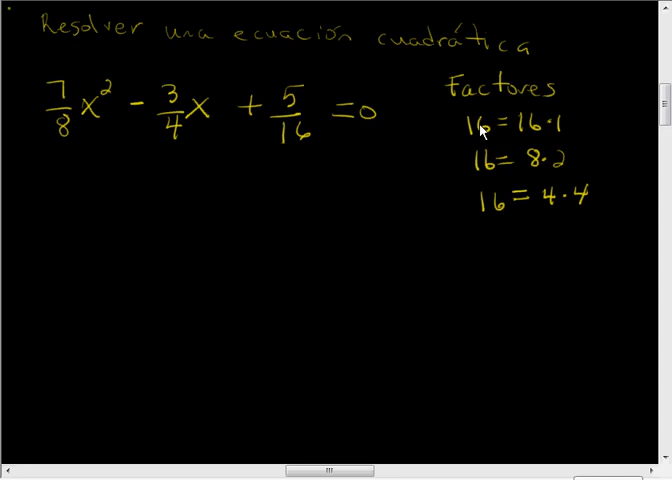 Resolver una ecuación cuadrática
7/8 x² - 3/4 x + 5/16 = 0
Factores
16 = 16·1
16 = 8·2
16 = 4·4